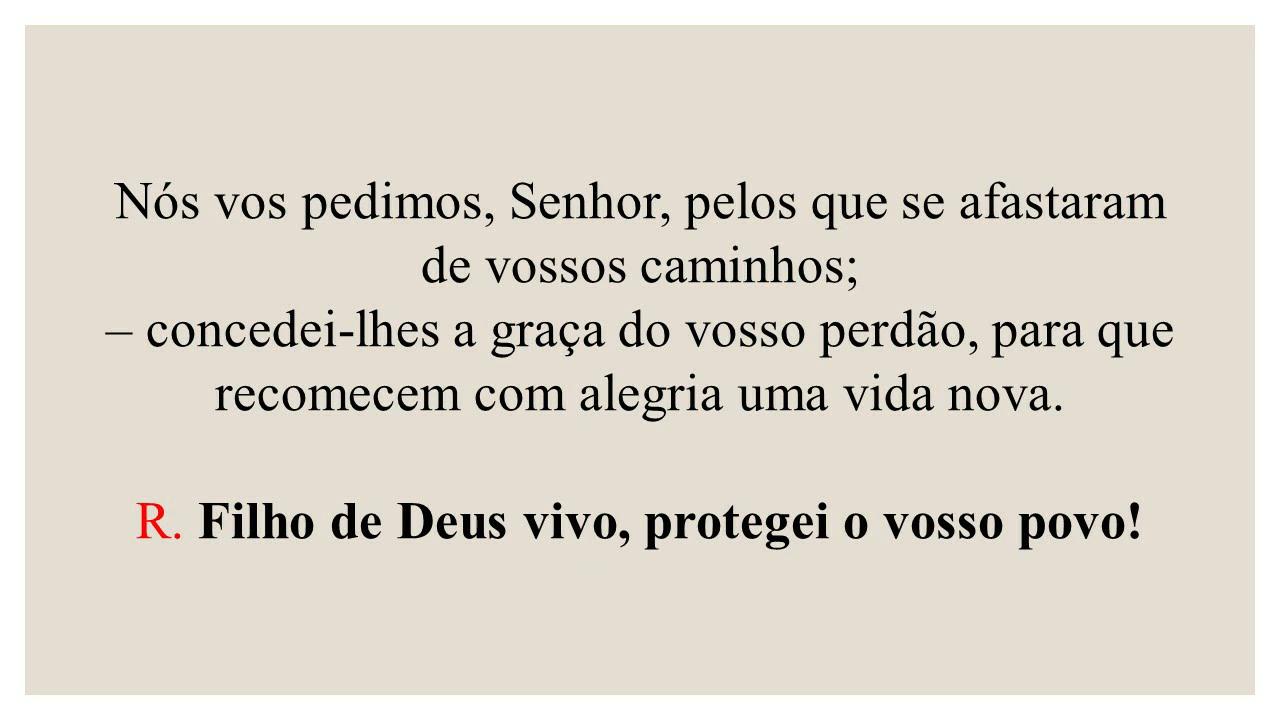 Nós vos pedimos, Senhor, pelos que se afastaram
de vossos caminhos;
– concedei-lhes a graça do vosso perdão, para que
recomecem com alegria uma vida nova.
R. Filho de Deus vivo, protegei o vosso povo!